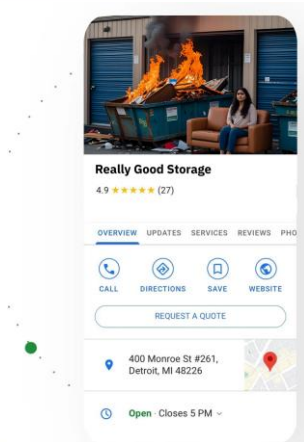 Really Good Storage
4.9 ★★★★★ (27)
OVERVIEW UPDATES SERVICES REVIEWS PHO
CALL DIRECTIONS SAVE WEBSITE
REQUEST A QUOTE
400 Monroe St #261,
Detroit, MI 48226
Open · Closes 5 PM